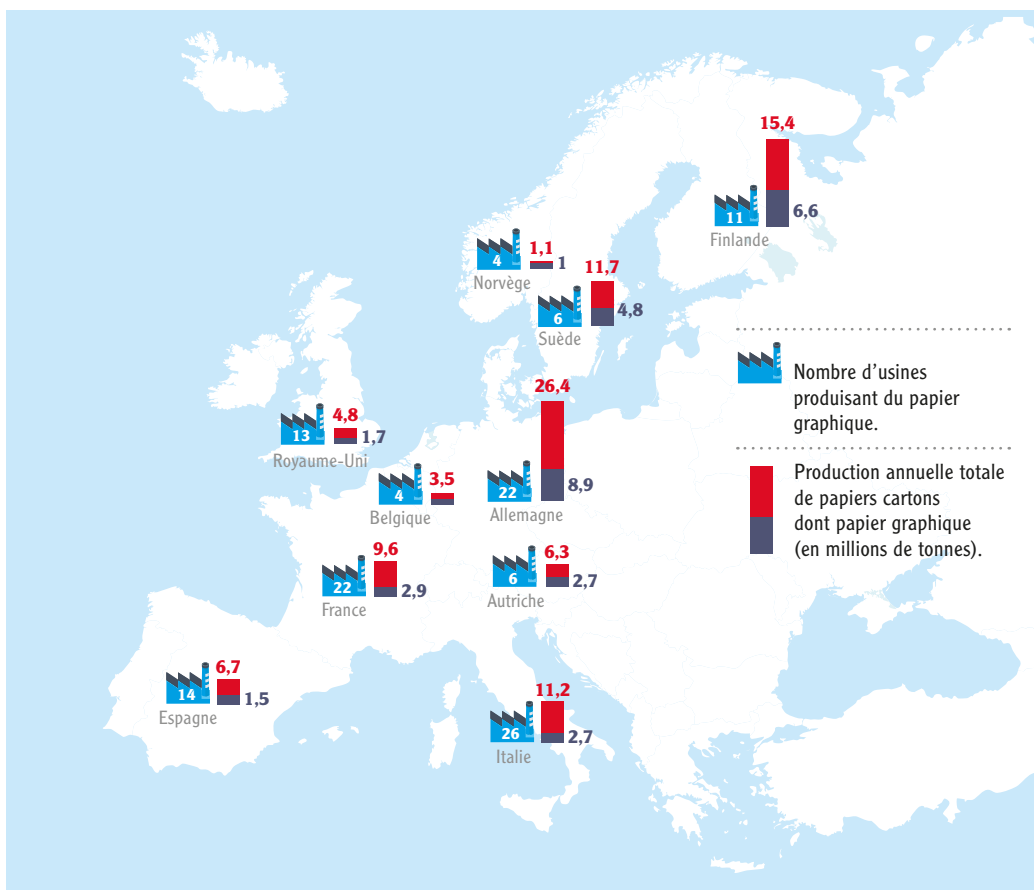 15,4
11
6,6
Finlande
4
1,1
1
Norvège
11,7
6
4,8
Suède
Nombre d’usines
produisant du papier
graphique.
26,4
22
8,9
Allemagne
4,8
13
1,7
Royaume-Uni
3,5
4
Belgique
Production annuelle totale
de papiers cartons
dont papier graphique
(en millions de tonnes).
9,6
22
2,9
France
6,3
6
2,7
Autriche
6,7
14
1,5
Espagne
11,2
26
2,7
Italie